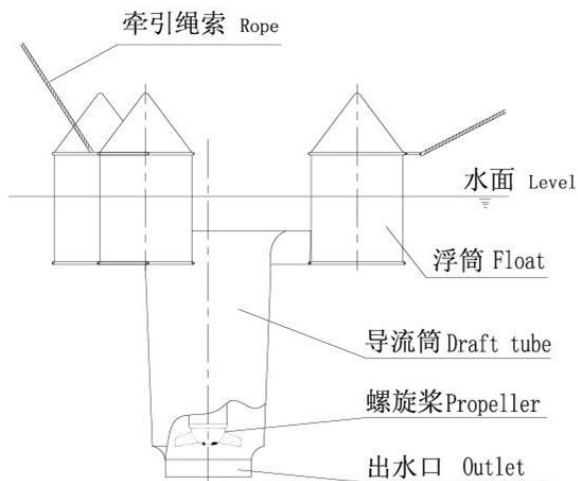 牵引绳索 Rope
水面 Level
浮筒 Float
导流筒 Draft tube
螺旋桨 Propeller
出水口 Outlet